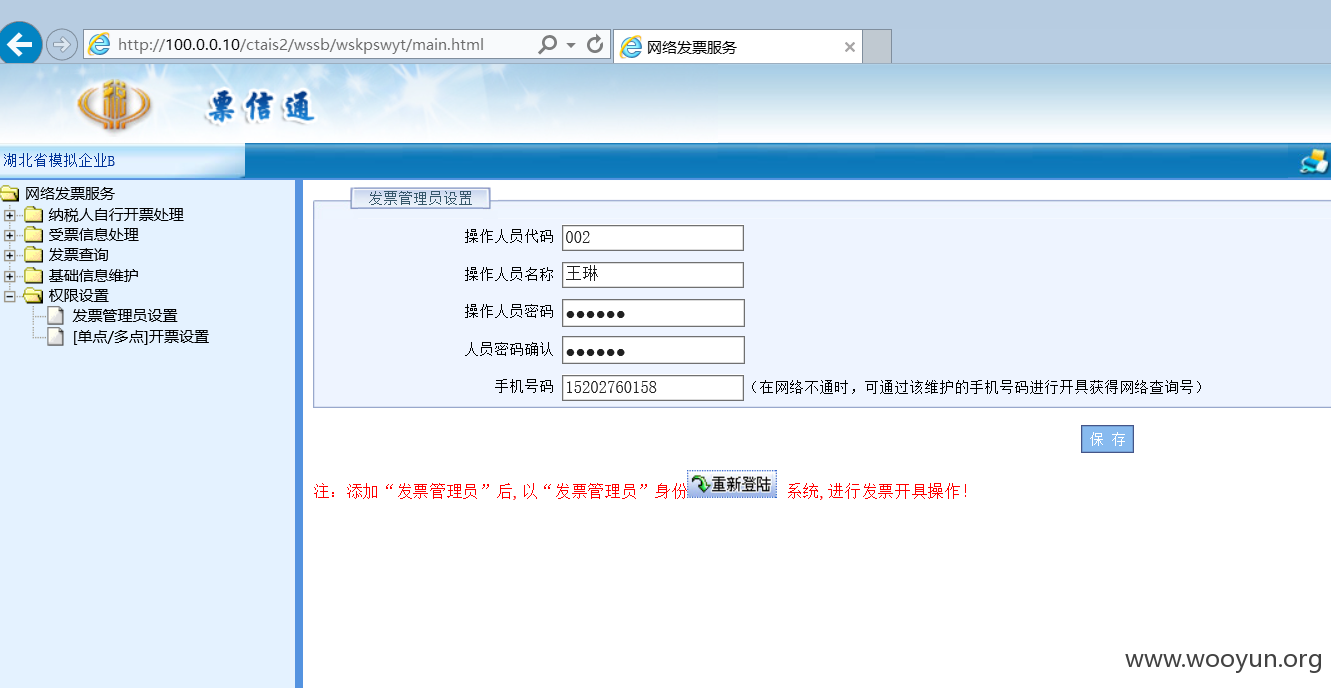 http://100.0.0.10/ctais2/wssb/wskpswyt/main.html
网络发票服务
票信通
湖北省模拟企业B
网络发票服务
纳税人自行开票处理
受票信息处理
发票查询
基础信息维护
权限设置
发票管理员设置
[单点/多点]开票设置
发票管理员设置
操作人员代码 002
操作人员名称 王琳
操作人员密码 ●●●●●●
人员密码确认 ●●●●●●
手机号码 15202760158 （在网络不通时，可通过该维护的手机号码进行开具获得网络查询号）
保 存
注：添加“发票管理员”后,以“发票管理员”身份 重新登陆 系统,进行发票开具操作!
www.wooyun.org